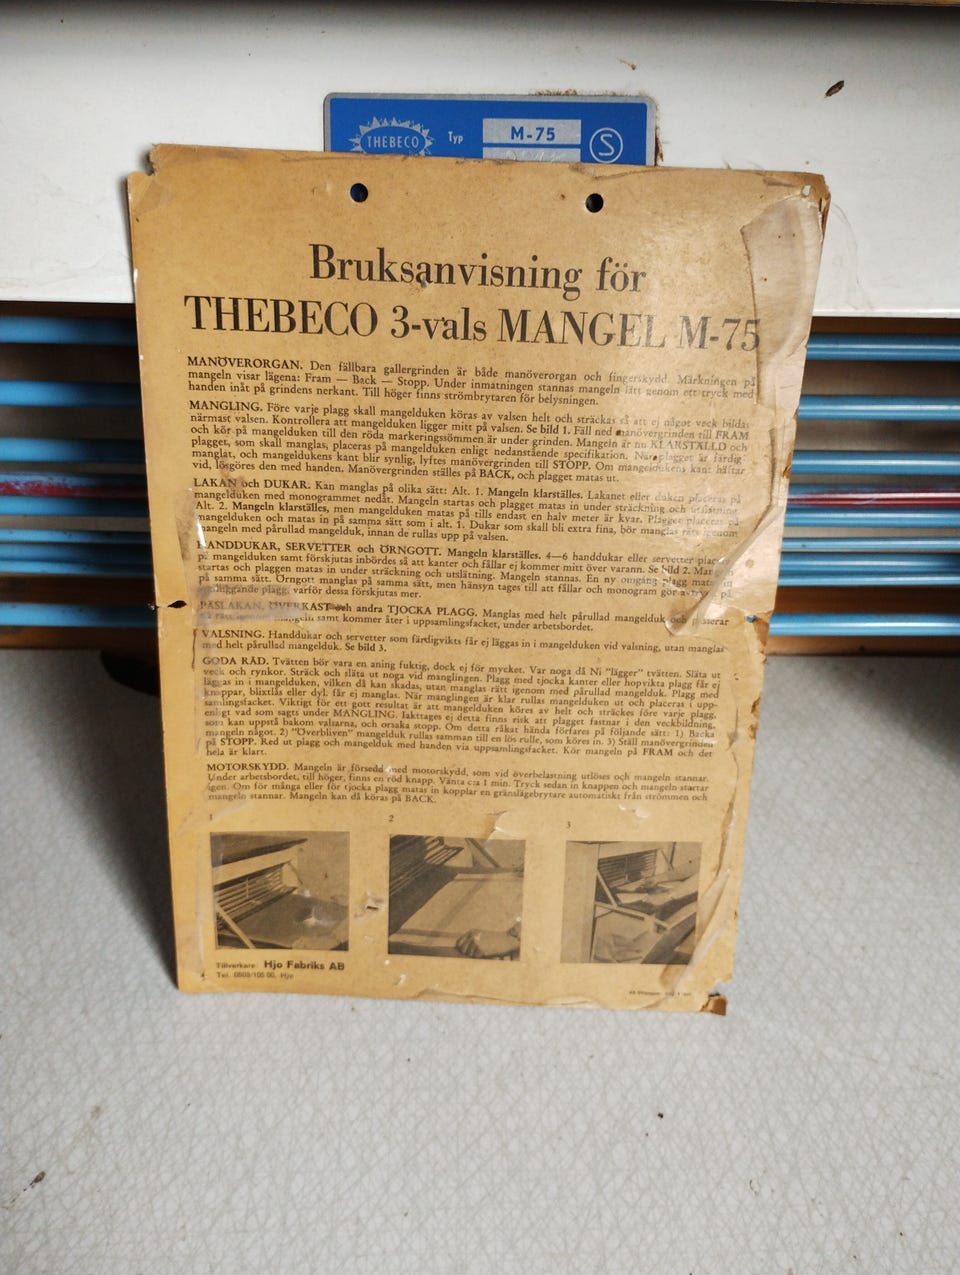 THEBECO Typ M-75 S
Bruksanvisning för
THEBECO 3-vals MANGEL M-75
MANÖVERORGAN. Den fällbara gallergrinden är både manöverorgan och fingerskydd. Märkningen på
mangeln visar lägena: Fram — Back — Stopp. Under inmatningen stannas mangeln lätt genom ett tryck med
handen inåt på grindens nerkant. Till höger finns strömbrytaren för belysningen.
MANGLING. Före varje plagg skall mangelduken köras av valsen helt och sträckas så att ej något veck bildas
närmast valsen. Kontrollera att mangelduken ligger mitt på valsen. Se bild 1. Fäll ned manövergrinden till FRAM
och kör på mangelduken till den röda markeringssömmen är under grinden. Mangeln är nu KLARSTÄLLD och
plagget, som skall manglas, placeras på mangelduken enligt nedanstående specifikation. När plagget är färdig-
manglat, och mangeldukens kant blir synlig, lyftes manövergrinden till STOPP. Om mangeldukens kant häftar
vid, lösgöres den med handen. Manövergrinden ställes på BACK, och plagget matas ut.
LAKAN och DUKAR. Kan manglas på olika sätt: Alt. 1. Mangeln klarställes. Lakanet eller duken placeras på
mangelduken med monogrammet nedåt. Mangeln startas och plagget matas in under sträckning och utslätning.
Alt. 2. Mangeln klarställes, men mangelduken matas på tills endast en halv meter är kvar. Plagget placeras på
mangelduken och matas in på samma sätt som i alt. 1. Dukar som skall bli extra fina, bör manglas rätt igenom
mangeln med pårullad mangelduk, innan de rullas upp på valsen.
HANDDUKAR, SERVETTER och ÖRNGOTT. Mangeln klarställes. 4—6 handdukar eller servetter placeras
på mangelduken samt förskjutas inbördes så att kanter och fållar ej kommer mitt över varann. Se bild 2. Mangeln
startas och plaggen matas in under sträckning och utslätning. Mangeln stannas. En ny omgång plagg matas in
på samma sätt. Örngott manglas på samma sätt, men hänsyn tages till att fållar och monogram gör avtryck på
plagg, varför dessa förskjutas mer.
PÅSLAKAN, ÖVERKAST och andra TJOCKA PLAGG. Manglas med helt pårullad mangelduk och passerar
då rätt igenom mangeln samt kommer åter i uppsamlingsfacket, under arbetsbordet.
VALSNING. Handdukar och servetter som färdigvikts får ej läggas in i mangelduken vid valsning, utan manglas
med helt pårullad mangelduk. Se bild 3.
GODA RÅD. Tvätten bör vara en aning fuktig, dock ej för mycket. Var noga då Ni "lägger" tvätten. Släta ut
veck och rynkor. Sträck och släta ut noga vid manglingen. Plagg med tjocka kanter eller hopvikta plagg får ej
läggas in i mangelduken, vilken då kan skadas, utan manglas rätt igenom med pårullad mangelduk. Plagg med
knappar, blixtlås eller dyl. får ej manglas. När manglingen är klar rullas mangelduken ut och placeras i upp-
samlingsfacket. Viktigt för ett gott resultat är att mangelduken köres av helt och sträckes före varje plagg,
enligt vad som sagts under MANGLING. Iakttages ej detta finns risk att plagget fastnar i den veckbildning,
som kan uppstå bakom valsarna, och orsaka stopp. Om detta råkat hända förfares på följande sätt: 1) Backa
mangeln något. 2) "Överbliven" mangelduk rullas samman till en lös rulle, som köres in. 3) Ställ manövergrinden
på STOPP. Red ut plagg och mangelduk med handen via uppsamlingsfacket. Kör mangeln på FRAM och det
hela är klart.
MOTORSKYDD. Mangeln är försedd med motorskydd, som vid överbelastning utlöses och mangeln stannar.
Under arbetsbordet, till höger, finns en röd knapp. Vänta c:a 1 min. Tryck sedan in knappen och mangeln startar
igen. Om för många eller för tjocka plagg matas in kopplar en gränslägebrytare automatiskt från strömmen och
mangeln stannar. Mangeln kan då köras på BACK.
1 2 3
Tillverkare: Hjo Fabriks AB
Tel. 0503/105 00, Hjo